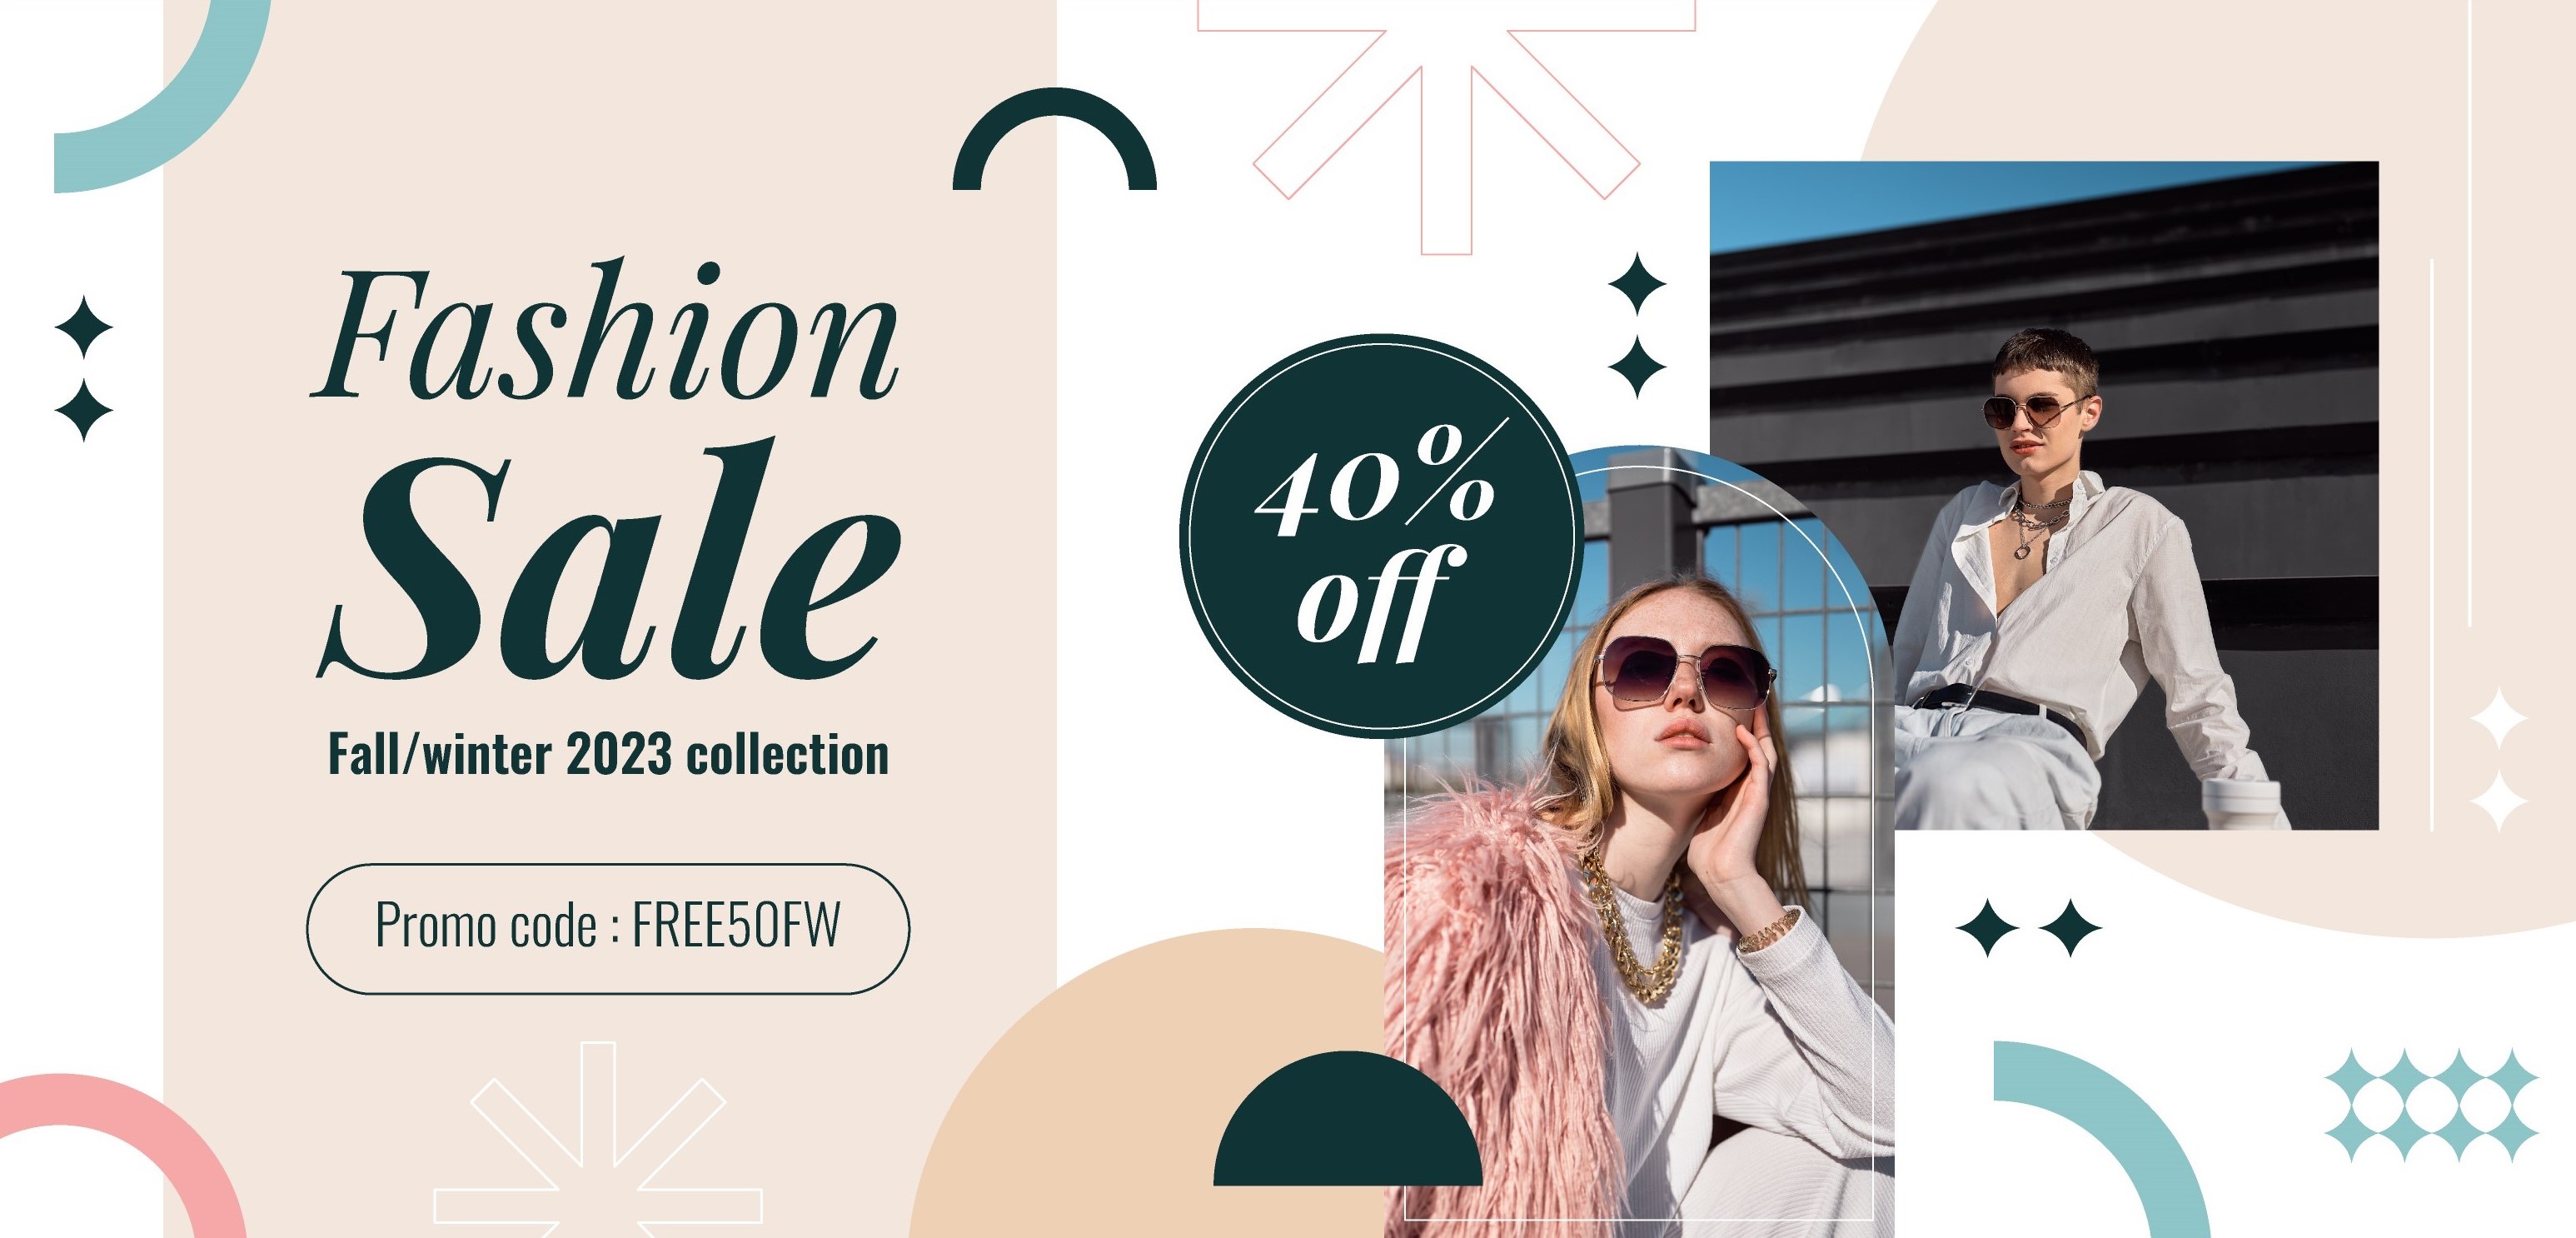 Fashion
Sale
Fall/winter 2023 collection
Promo code : FREE50FW
40%
off